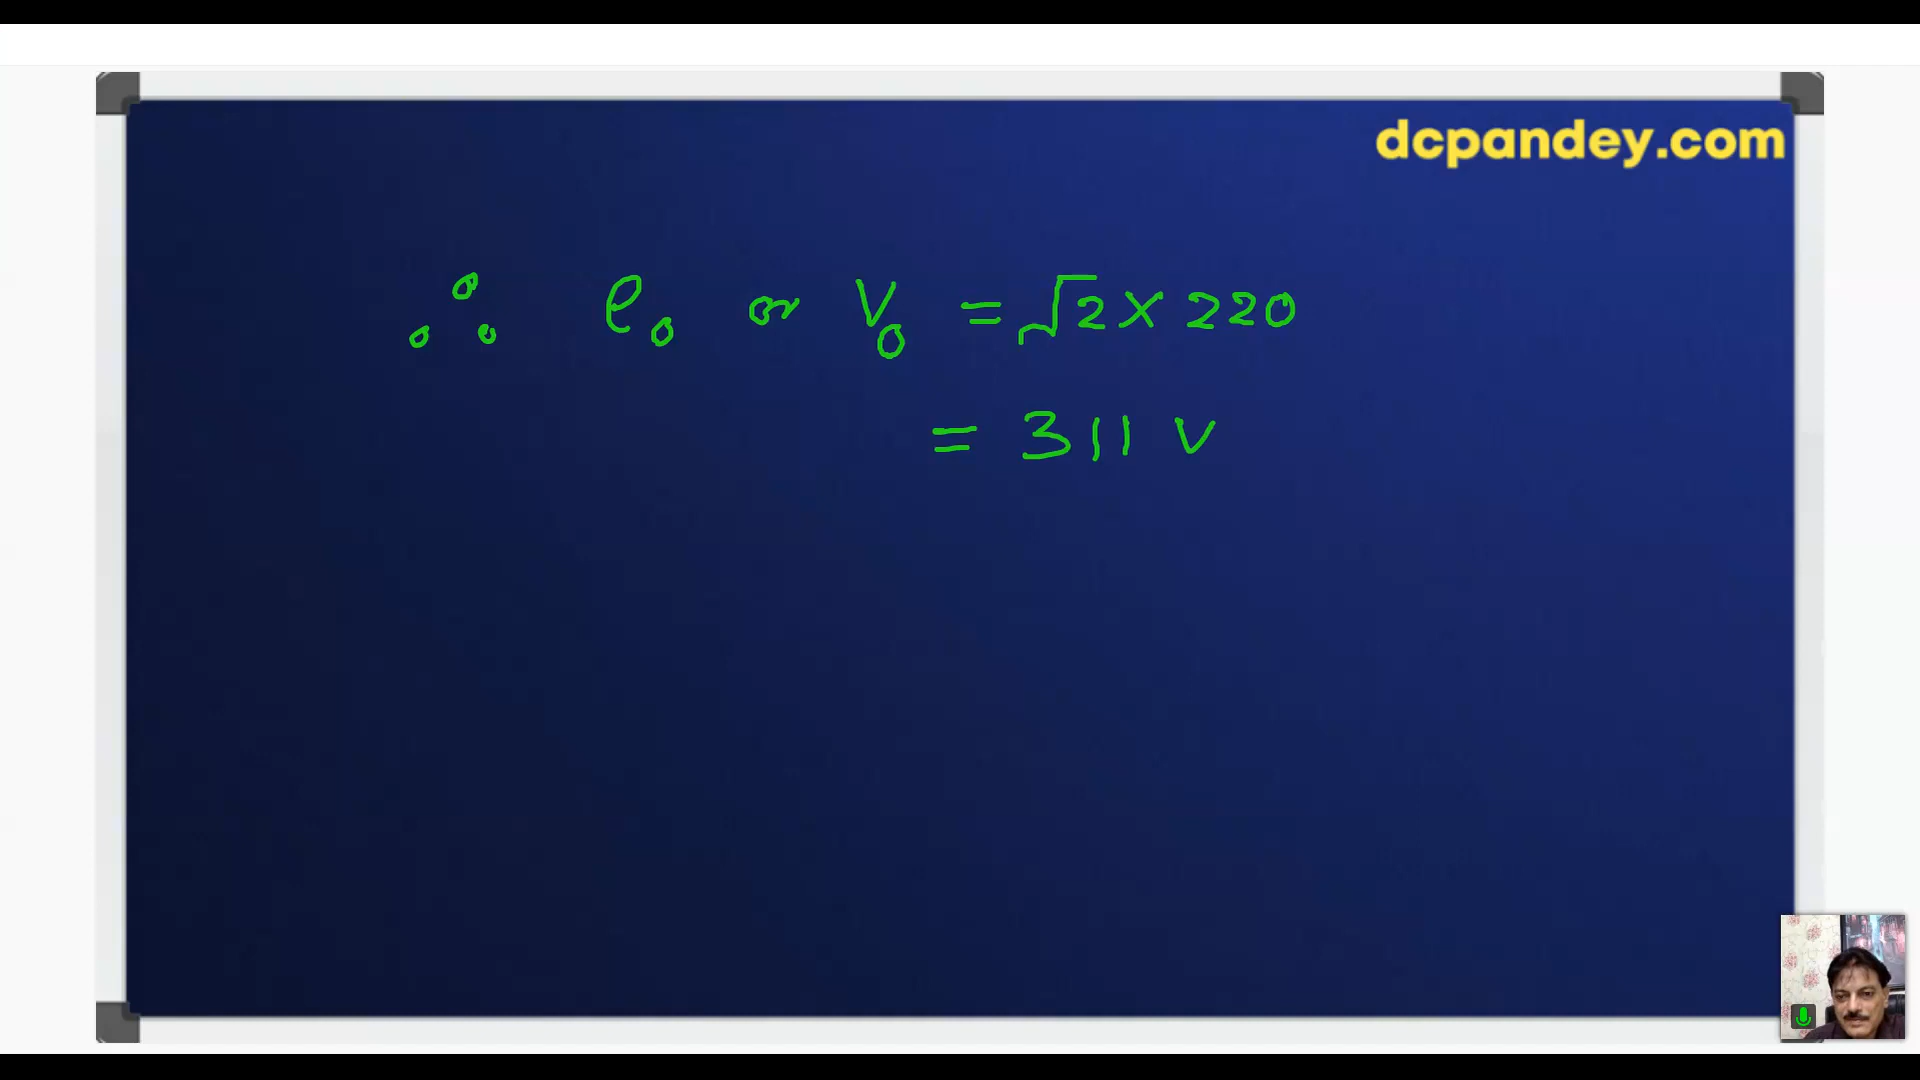 dcpandey.com
∴ e₀ or V₀ = √2 × 220
= 311 V